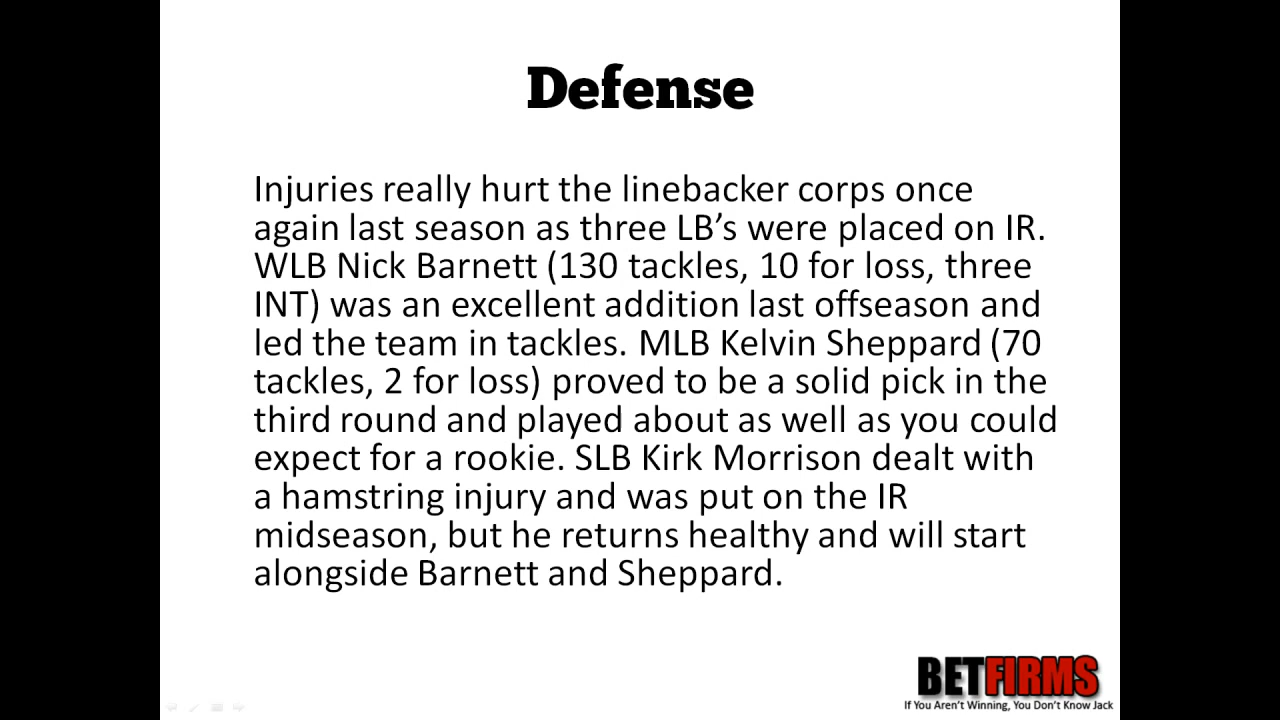 Defense
Injuries really hurt the linebacker corps once
again last season as three LB’s were placed on IR.
WLB Nick Barnett (130 tackles, 10 for loss, three
INT) was an excellent addition last offseason and
led the team in tackles. MLB Kelvin Sheppard (70
tackles, 2 for loss) proved to be a solid pick in the
third round and played about as well as you could
expect for a rookie. SLB Kirk Morrison dealt with
a hamstring injury and was put on the IR
midseason, but he returns healthy and will start
alongside Barnett and Sheppard.
BETFIRMS
If You Aren't Winning, You Don't Know Jack